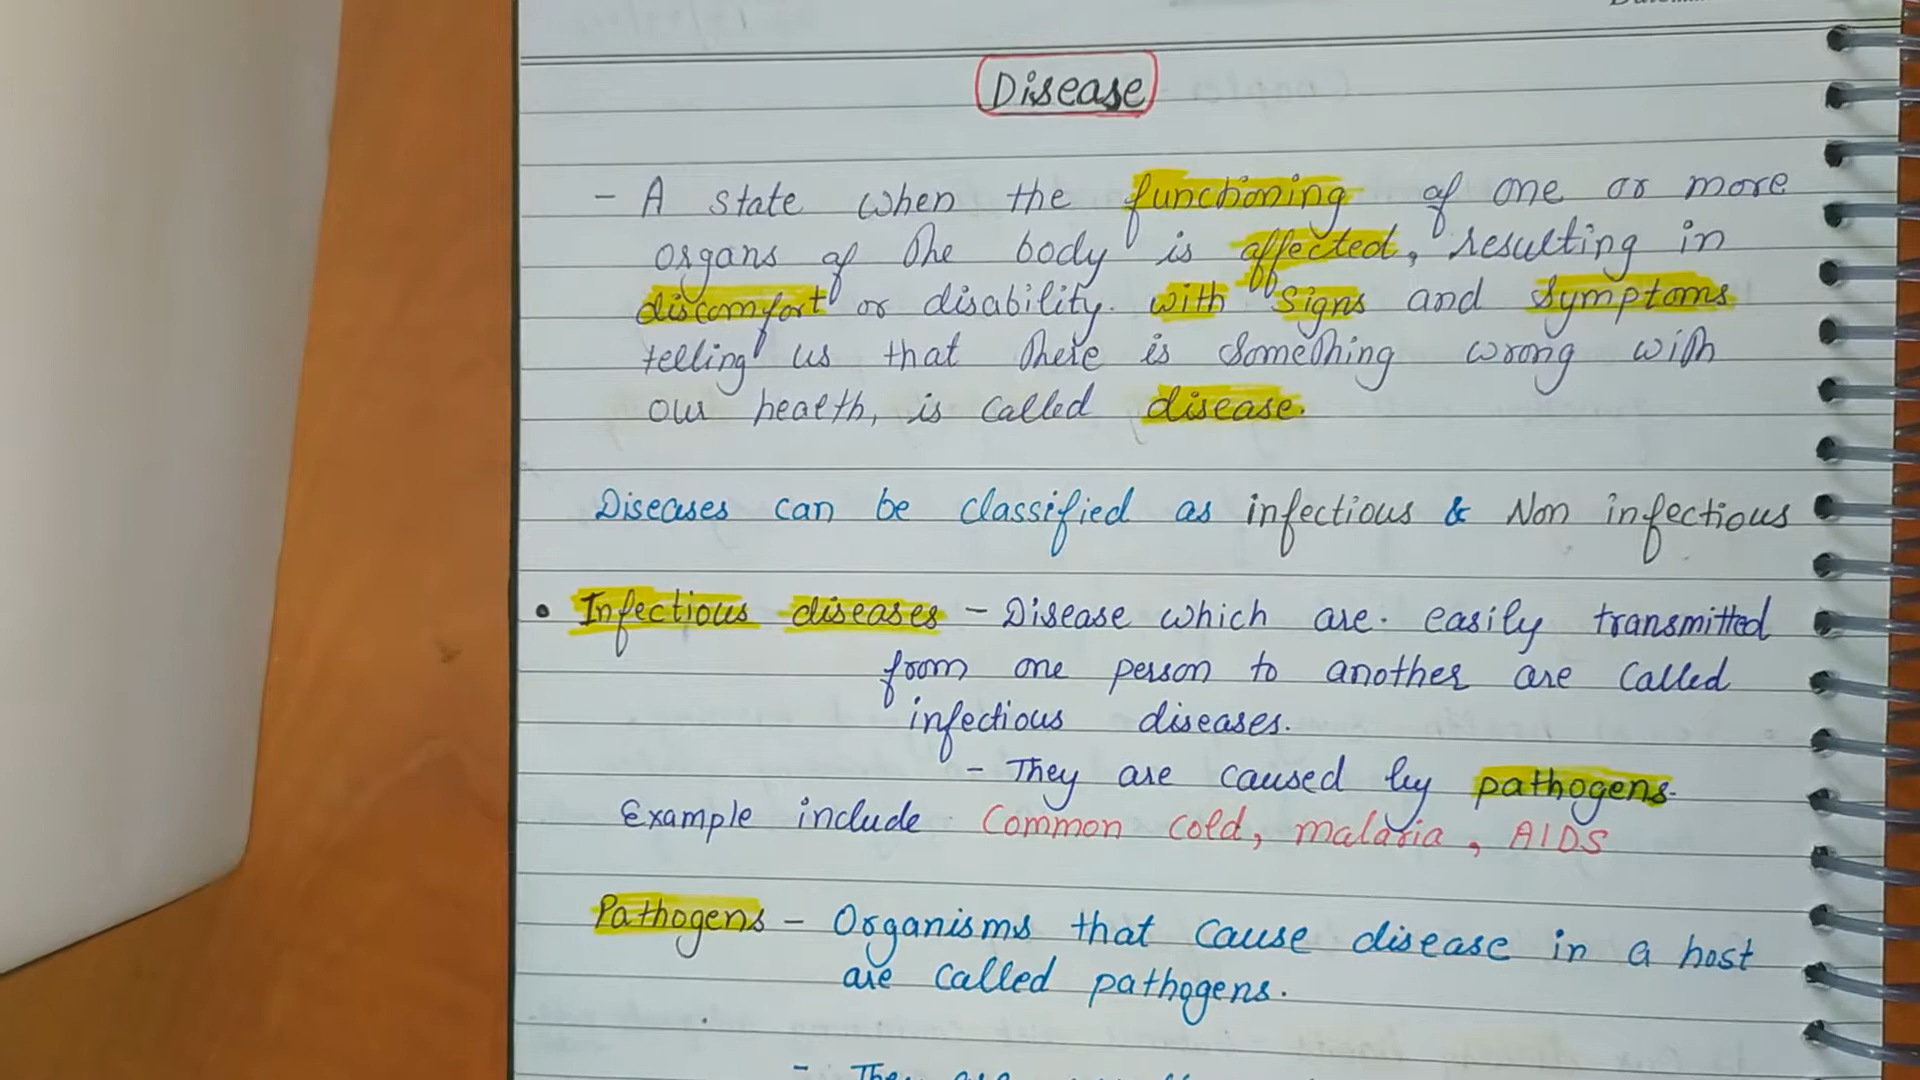 Disease
- A state when the functioning of one or more
organs of the body is affected, resulting in
discomfort or disability. with signs and symptoms
telling us that there is something wrong with
our health, is called disease.
Diseases can be classified as infectious & Non infectious
• Infectious diseases - Disease which are. easily transmitted
from one person to another are called
infectious diseases.
- They are caused by pathogens.
Example include Common cold, malaria, AIDS
Pathogens - Organisms that cause disease in a host
are called pathogens.